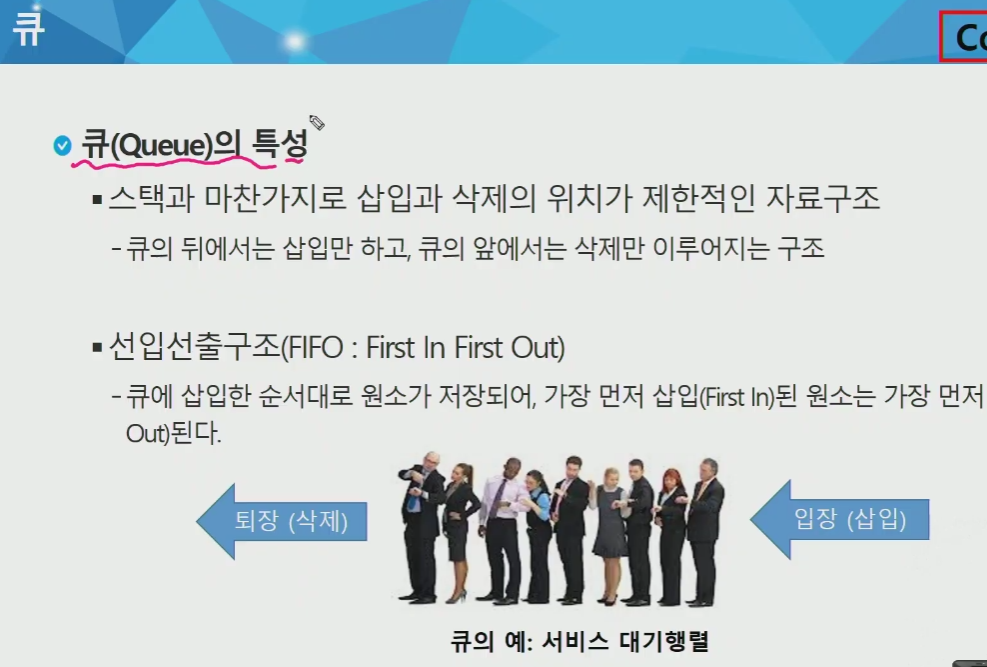 큐
Co
큐(Queue)의 특성
▪ 스택과 마찬가지로 삽입과 삭제의 위치가 제한적인 자료구조
- 큐의 뒤에서는 삽입만 하고, 큐의 앞에서는 삭제만 이루어지는 구조
▪ 선입선출구조(FIFO : First In First Out)
- 큐에 삽입한 순서대로 원소가 저장되어, 가장 먼저 삽입(First In)된 원소는 가장 먼저
Out)된다.
퇴장 (삭제)
입장 (삽입)
큐의 예: 서비스 대기행렬